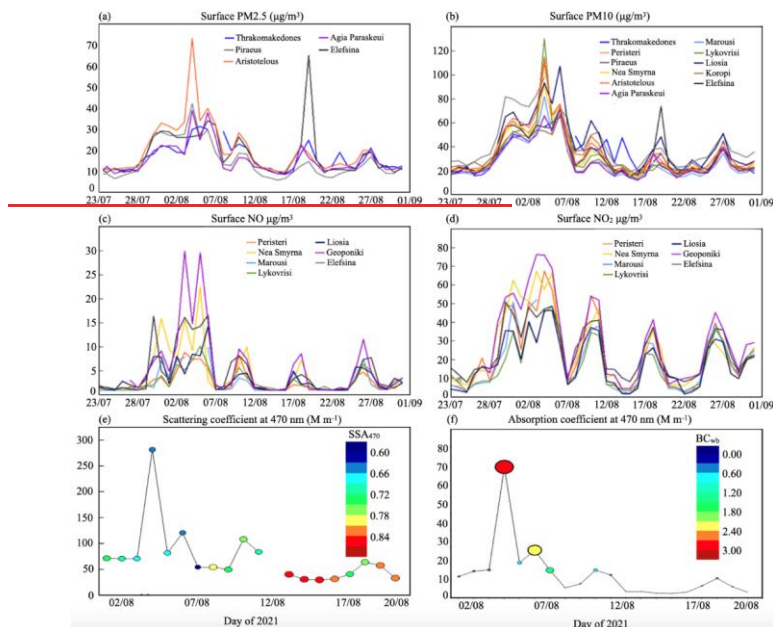 (a) Surface PM2.5 (µg/m³)
Thrakomakedones
Piraeus
Aristotelous
Agia Paraskeui
Elefsina
70
60
50
40
30
20
10
0
23/07 28/07 02/08 07/08 12/08 17/08 22/08 27/08 01/09
(b) Surface PM10 (µg/m³)
Thrakomakedones
Peristeri
Piraeus
Nea Smyrna
Aristotelous
Agia Paraskeui
Marousi
Lykovrisi
Liosia
Koropi
Elefsina
120
100
80
60
40
20
0
23/07 28/07 02/08 07/08 12/08 17/08 22/08 27/08 01/09
(c) Surface NO µg/m³
Peristeri
Nea Smyrna
Marousi
Lykovrisi
Liosia
Geoponiki
Elefsina
30
25
20
15
10
5
0
23/07 28/07 02/08 07/08 12/08 17/08 22/08 27/08 01/09
(d) Surface NO₂ µg/m³
Peristeri
Nea Smyrna
Marousi
Lykovrisi
Liosia
Geoponiki
Elefsina
80
70
60
50
40
30
20
10
0
23/07 28/07 02/08 07/08 12/08 17/08 22/08 27/08 01/09
(e) Scattering coefficient at 470 nm (M m⁻¹)
SSA₄₇₀
0.60
0.66
0.72
0.78
0.84
300
250
200
150
100
50
0
02/08 07/08 12/08 17/08 20/08
Day of 2021
(f) Absorption coefficient at 470 nm (M m⁻¹)
BCwb
0.00
0.60
1.20
1.80
2.40
3.00
80
70
60
50
40
30
20
10
0
02/08 07/08 12/08 17/08 20/08
Day of 2021